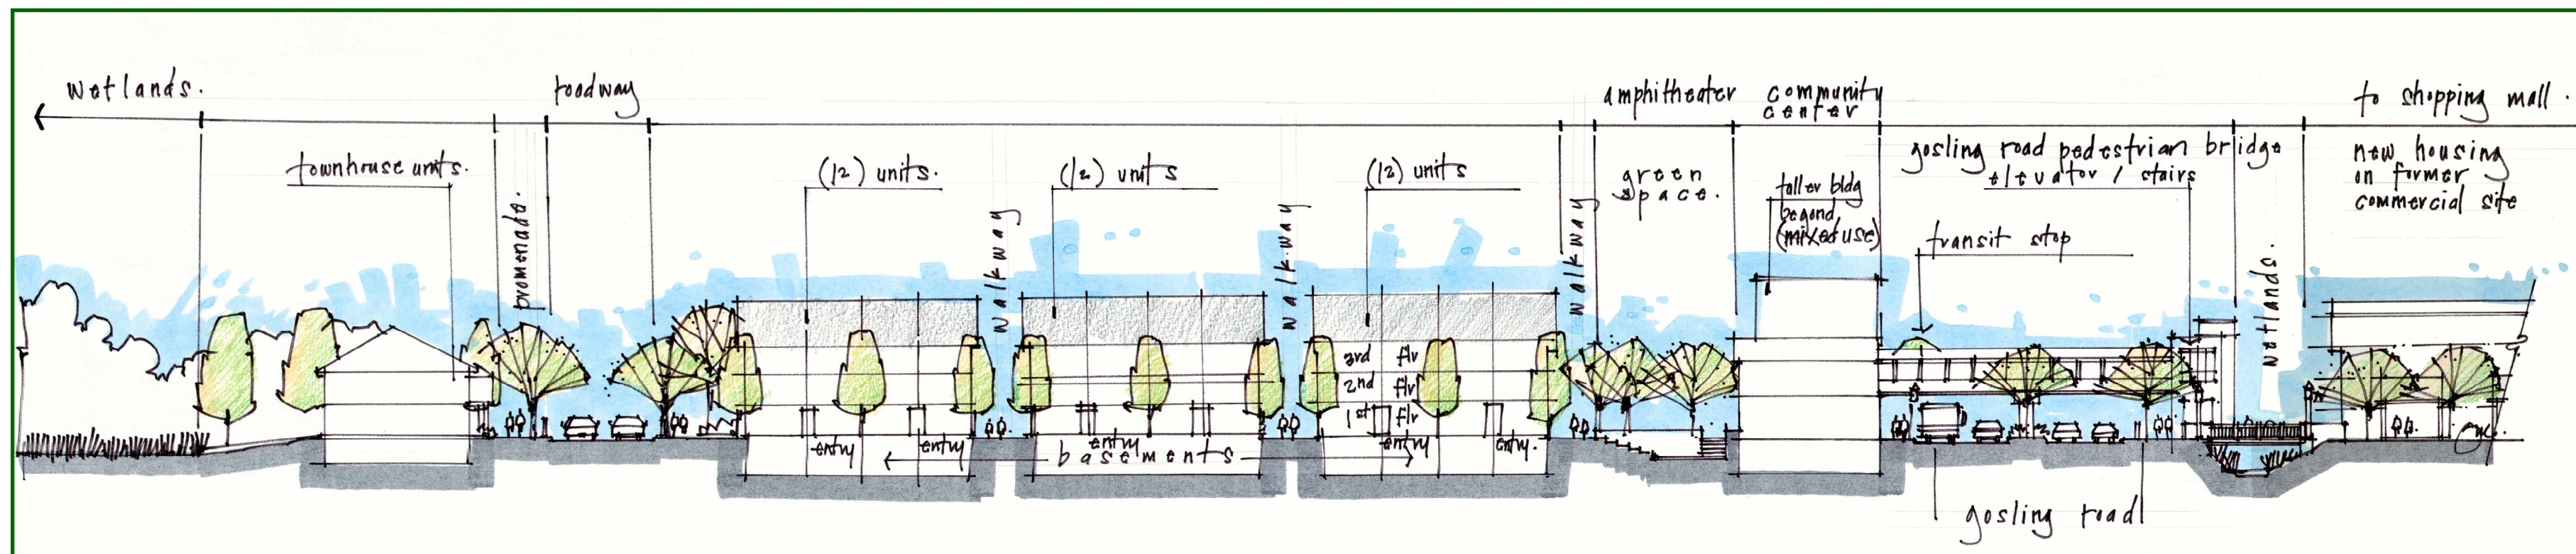 wetlands.
roadway
amphitheater
community
center
to shopping mall.
townhouse units.
promenade.
(12) units.
walkway
(12) units
walkway
(12) units
walkway
green
space.
taller bldg
beyond
(mixed use)
gosling road pedestrian bridge
elevator / stairs
transit stop
wetlands.
new housing
on former
commercial site
3rd flr
2nd flr
1st flr
entry
entry
entry
entry
entry.
basements
gosling road